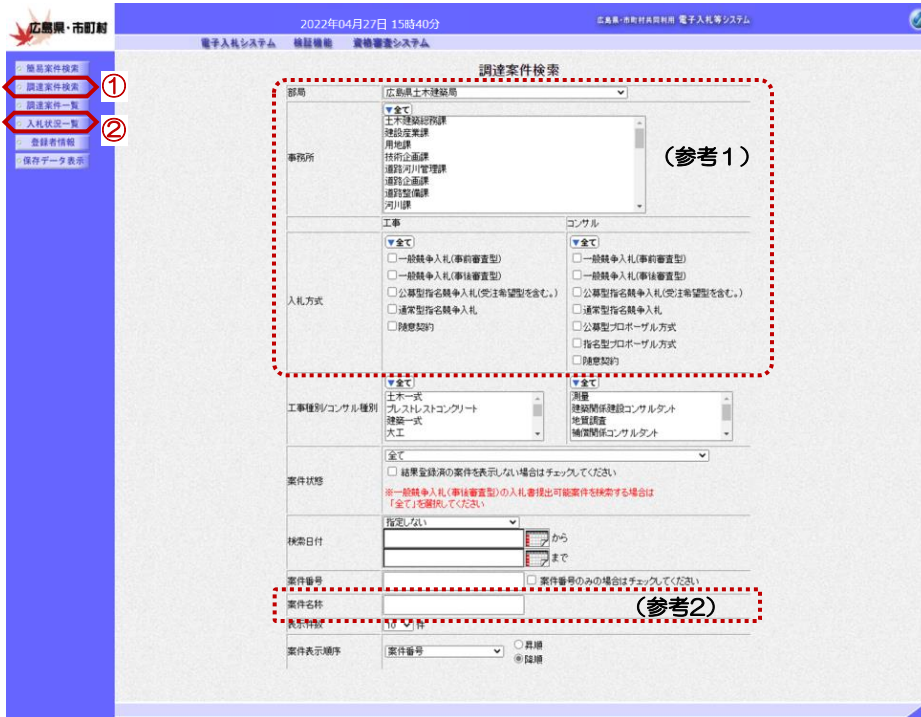 広島県・市町村
2022年04月27日 15時40分
広島県・市町村共同利用 電子入札等システム
電子入札システム 検証機能 資格審査システム
簡易案件検索
調達案件検索
①
調達案件一覧
入札状況一覧
②
登録者情報
保存データ表示
調達案件検索
部局
広島県土木建築局
事務所
▼全て
土木建築総務課
建設産業課
用地課
技術企画課
道路河川管理課
道路企画課
道路整備課
河川課
(参考1)
工事
コンサル
入札方式
▼全て
一般競争入札(事前審査型)
一般競争入札(事後審査型)
公募型指名競争入札(受注希望型を含む。)
通常型指名競争入札
随意契約
▼全て
一般競争入札(事前審査型)
一般競争入札(事後審査型)
公募型指名競争入札(受注希望型を含む。)
通常型指名競争入札
公募型プロポーザル方式
指名型プロポーザル方式
随意契約
工事種別/コンサル種別
▼全て
土木一式
プレストレストコンクリート
建築一式
大工
▼全て
測量
建築関係建設コンサルタント
地質調査
補償関係コンサルタント
案件状態
全て
結果登録済の案件を表示しない場合はチェックしてください
※一般競争入札(事後審査型)の入札書提出可能案件を検索する場合は
「全て」を選択してください
検索日付
指定しない
から
まで
案件番号
案件番号のみの場合はチェックしてください
案件名称
(参考2)
表示件数
10 件
案件表示順序
案件番号
昇順
降順